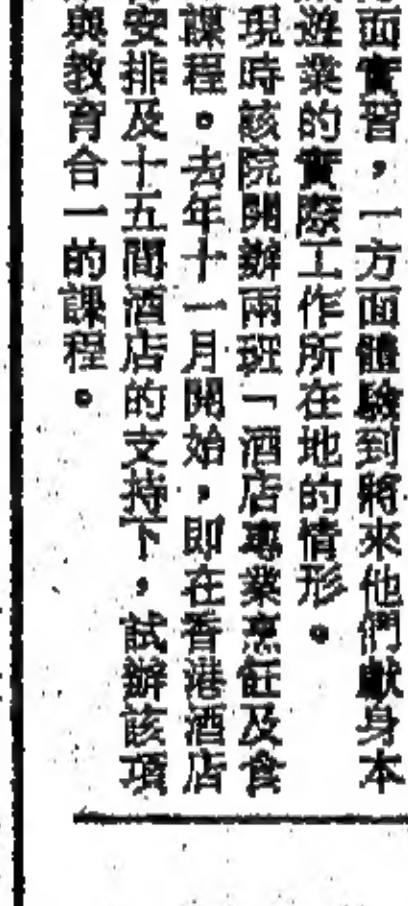 面實習，一方面體驗到將來他們獻身本
遊業的實際工作所在地的情形。
現時該院開辦兩班「酒店專業烹飪及食
課程。去年十一月開始，即在香港酒店
安排及十五間酒店的支持下，試辦該項
與教育合一的課程。